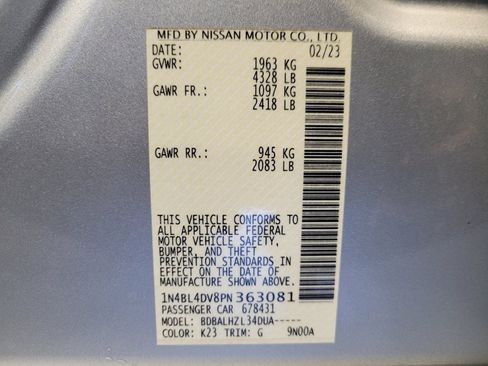 MFD BY NISSAN MOTOR CO., LTD.
DATE: 02/23
GVWR: 1963 KG
4328 LB
GAWR FR.: 1097 KG
2418 LB
GAWR RR.: 945 KG
2083 LB
THIS VEHICLE CONFORMS TO
ALL APPLICABLE FEDERAL
MOTOR VEHICLE SAFETY,
BUMPER, AND THEFT
PREVENTION STANDARDS IN
EFFECT ON THE DATE OF
MANUFACTURE SHOWN ABOVE.
1N4BL4DV8PN363081
PASSENGER CAR 678431
MODEL: BDBALHZL34DUA-----
COLOR: K23 TRIM: G 9N00A